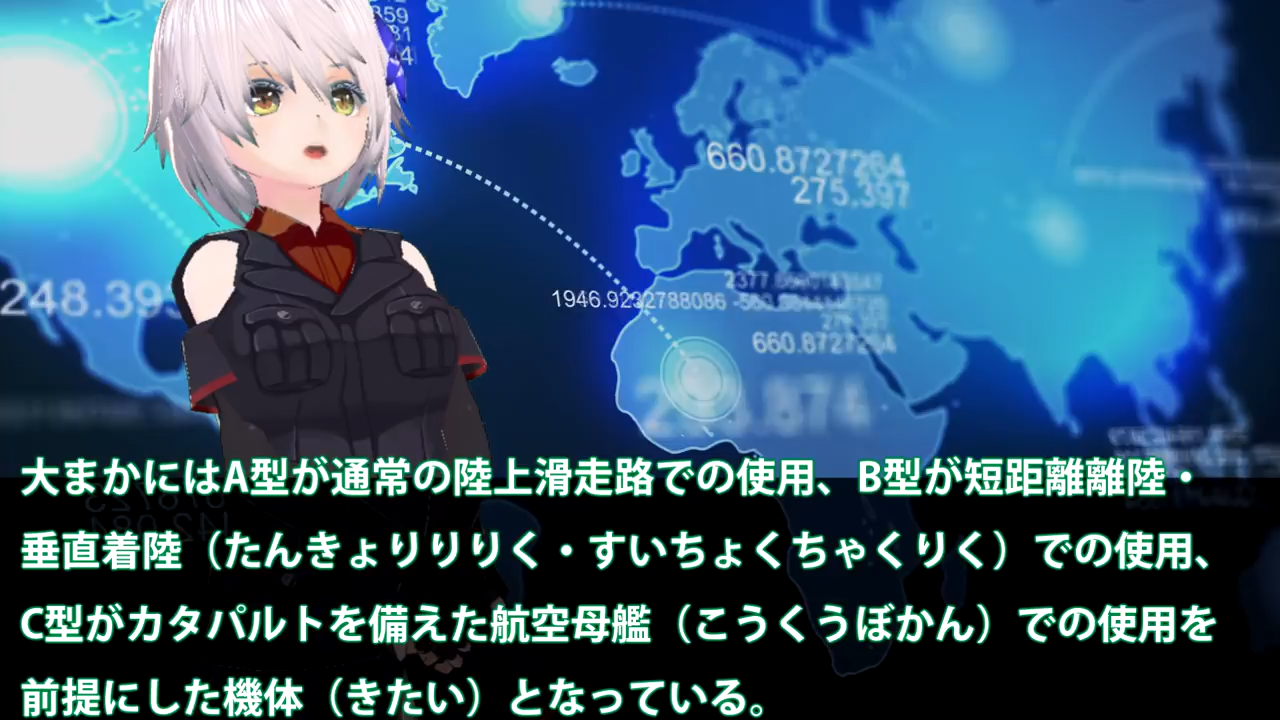 359
31
660.8727264
275.397
248.393
1946.9232788086
660.8727264
大まかにはA型が通常の陸上滑走路での使用、B型が短距離離陸・
垂直着陸（たんきょりりりく・すいちょくちゃくりく）での使用、
C型がカタパルトを備えた航空母艦（こうくうぼかん）での使用を
前提にした機体（きたい）となっている。